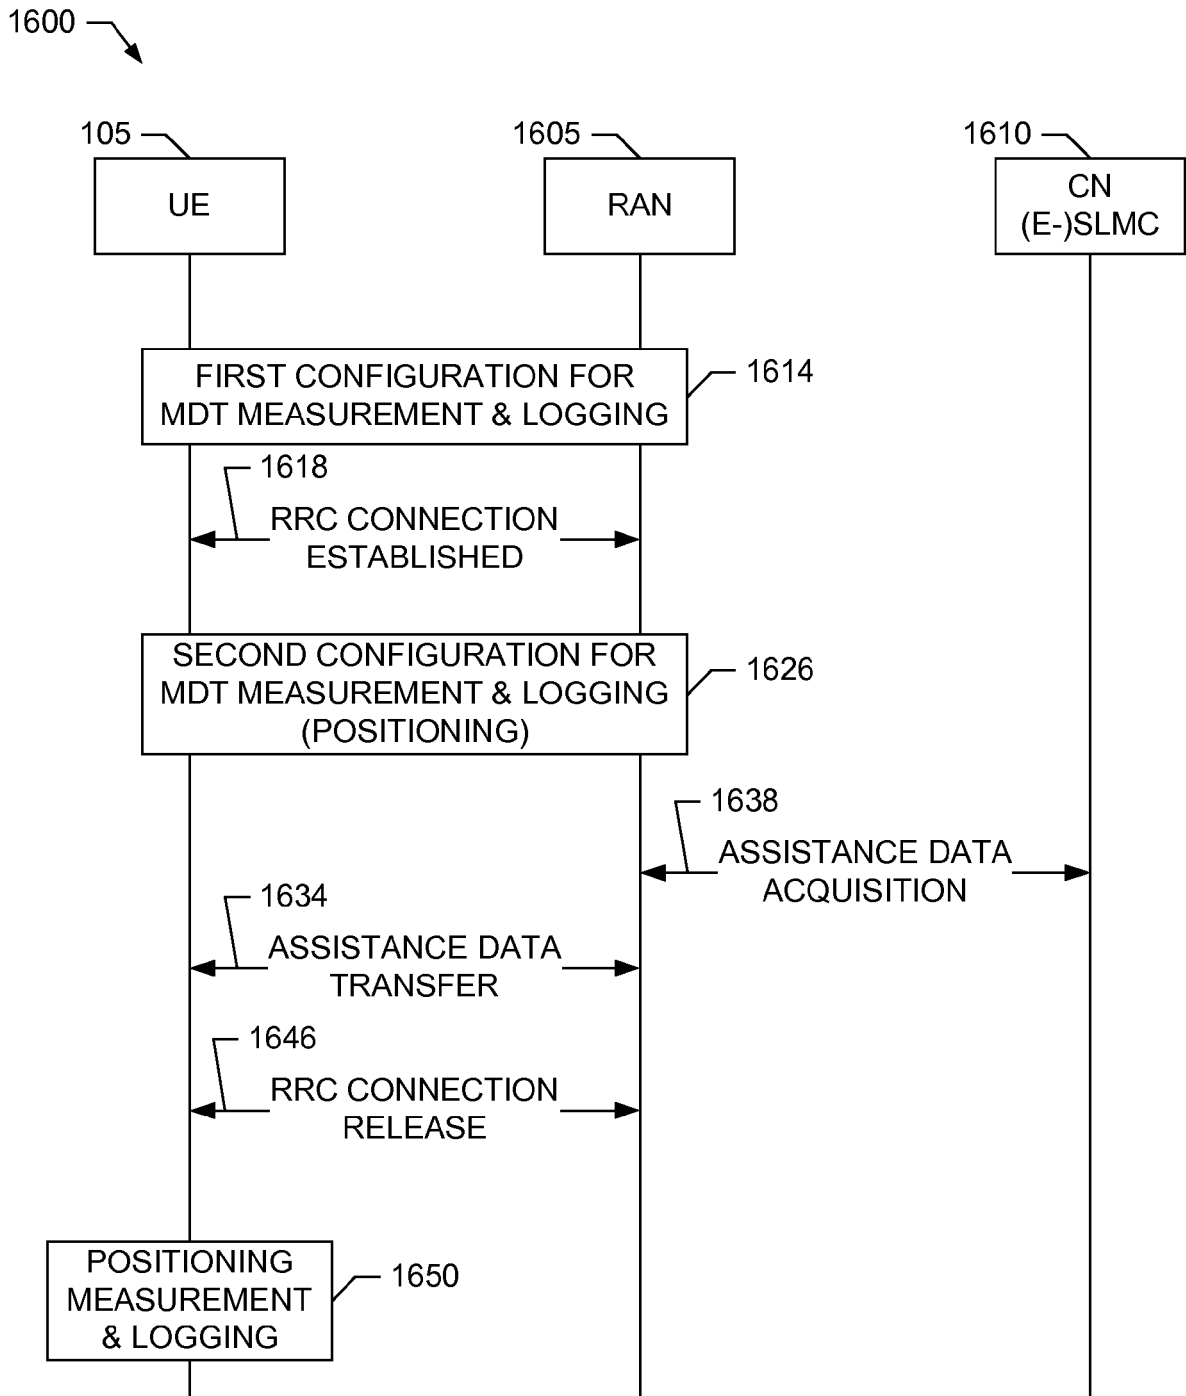 1600
105
1605
1610
UE
RAN
CN
(E-)SLMC
FIRST CONFIGURATION FOR
MDT MEASUREMENT & LOGGING
1614
1618
RRC CONNECTION
ESTABLISHED
SECOND CONFIGURATION FOR
MDT MEASUREMENT & LOGGING
(POSITIONING)
1626
1638
ASSISTANCE DATA
ACQUISITION
1634
ASSISTANCE DATA
TRANSFER
1646
RRC CONNECTION
RELEASE
POSITIONING
MEASUREMENT
& LOGGING
1650